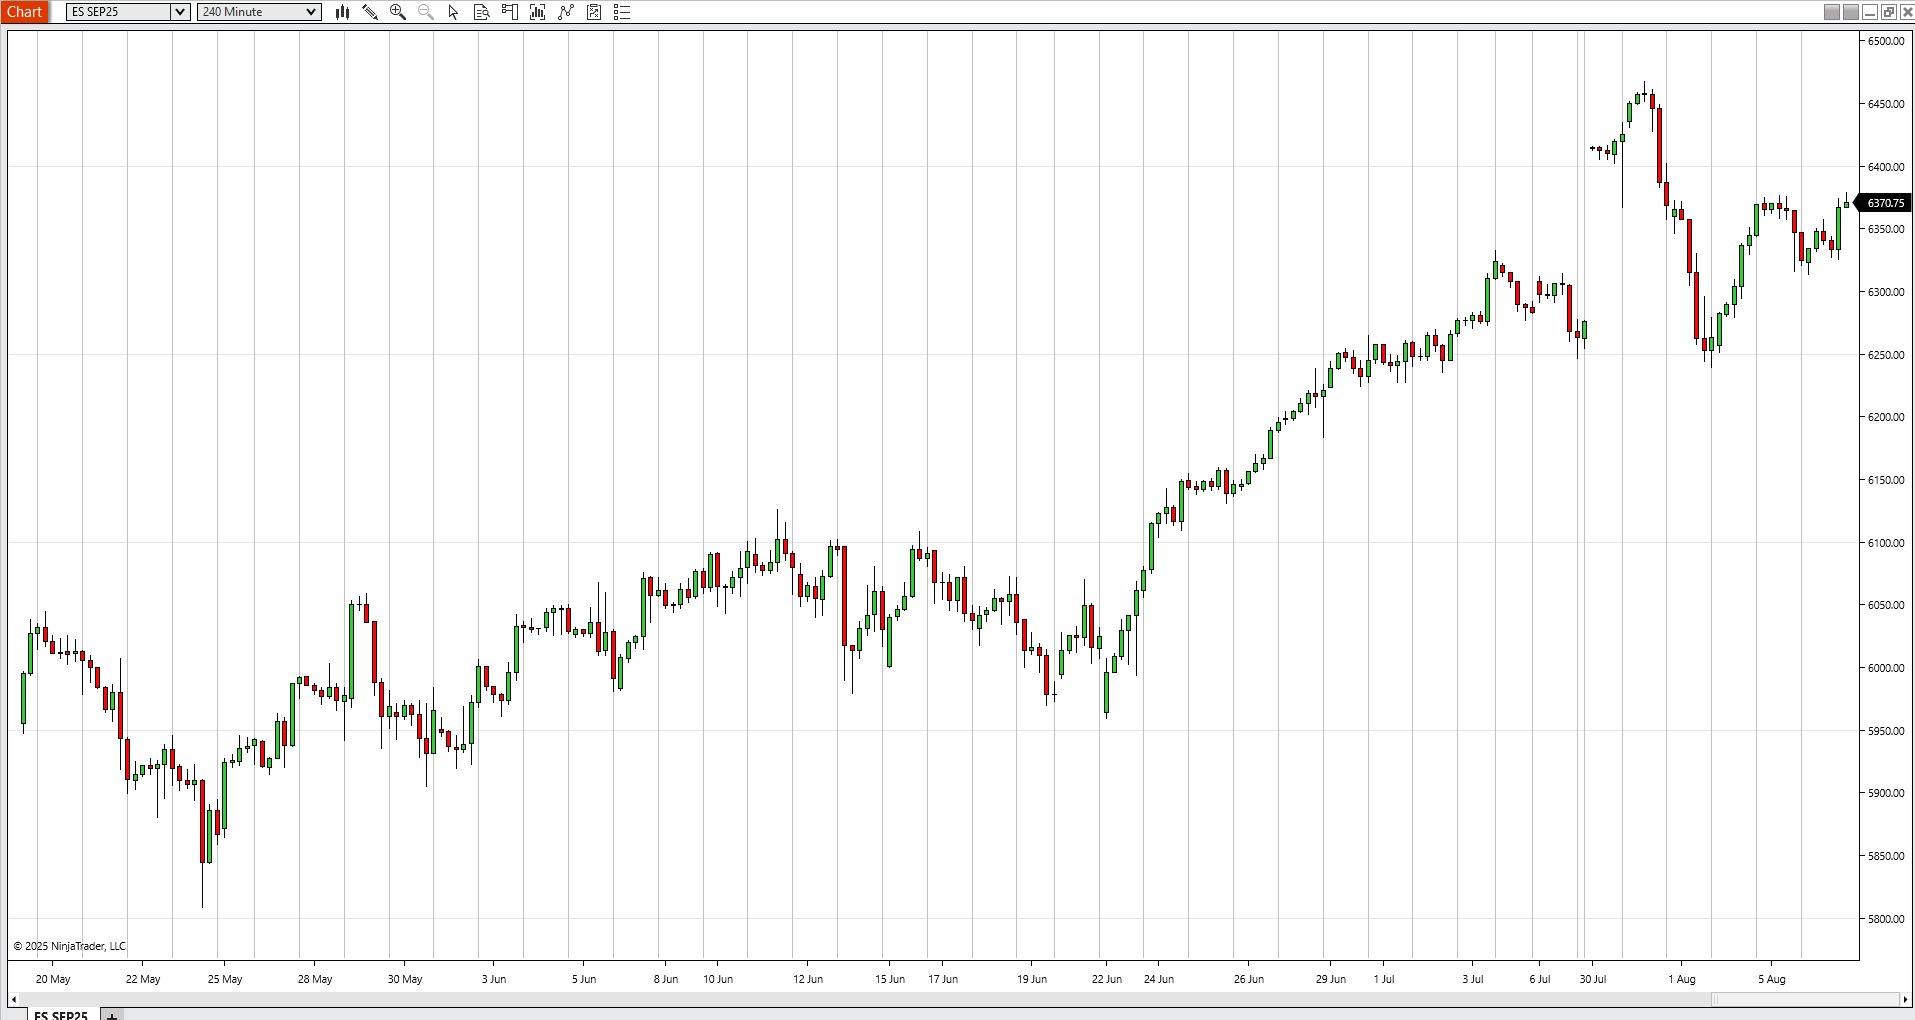 Chart
ES SEP25
240 Minute
6500.00
6450.00
6400.00
6370.75
6350.00
6300.00
6250.00
6200.00
6150.00
6100.00
6050.00
6000.00
5950.00
5900.00
5850.00
5800.00
© 2025 NinjaTrader, LLC
20 May 22 May 25 May 28 May 30 May 3 Jun 5 Jun 8 Jun 10 Jun 12 Jun 15 Jun 17 Jun 19 Jun 22 Jun 24 Jun 26 Jun 29 Jun 1 Jul 3 Jul 6 Jul 30 Jul 1 Aug 5 Aug
ES SEP25